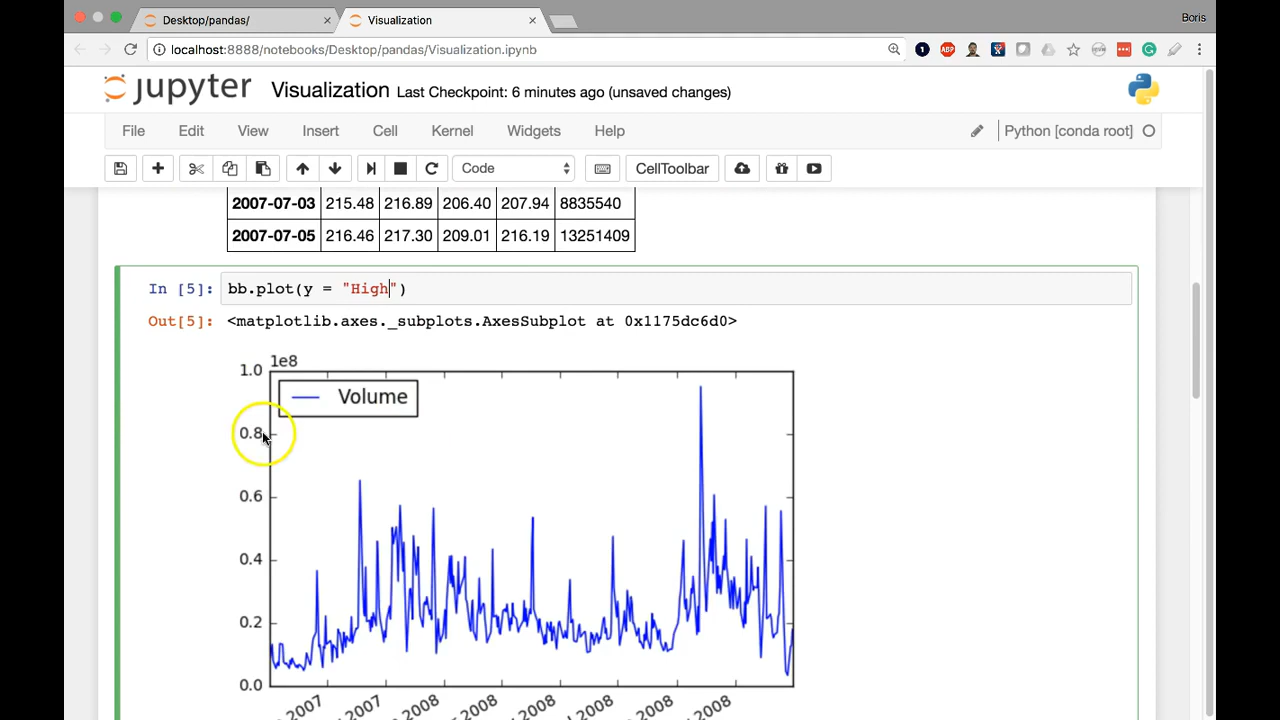 Desktop/pandas/
Visualization
Boris
localhost:8888/notebooks/Desktop/pandas/Visualization.ipynb
jupyter Visualization Last Checkpoint: 6 minutes ago (unsaved changes)
File Edit View Insert Cell Kernel Widgets Help Python [conda root]
Code CellToolbar
2007-07-03 215.48 216.89 206.40 207.94 8835540
2007-07-05 216.46 217.30 209.01 216.19 13251409
In [5]: bb.plot(y = "High")
Out[5]: <matplotlib.axes._subplots.AxesSubplot at 0x1175dc6d0>
1e8
1.0
Volume
0.8
0.6
0.4
0.2
0.0
2007 2007 2008 2008 2008 2008 2008